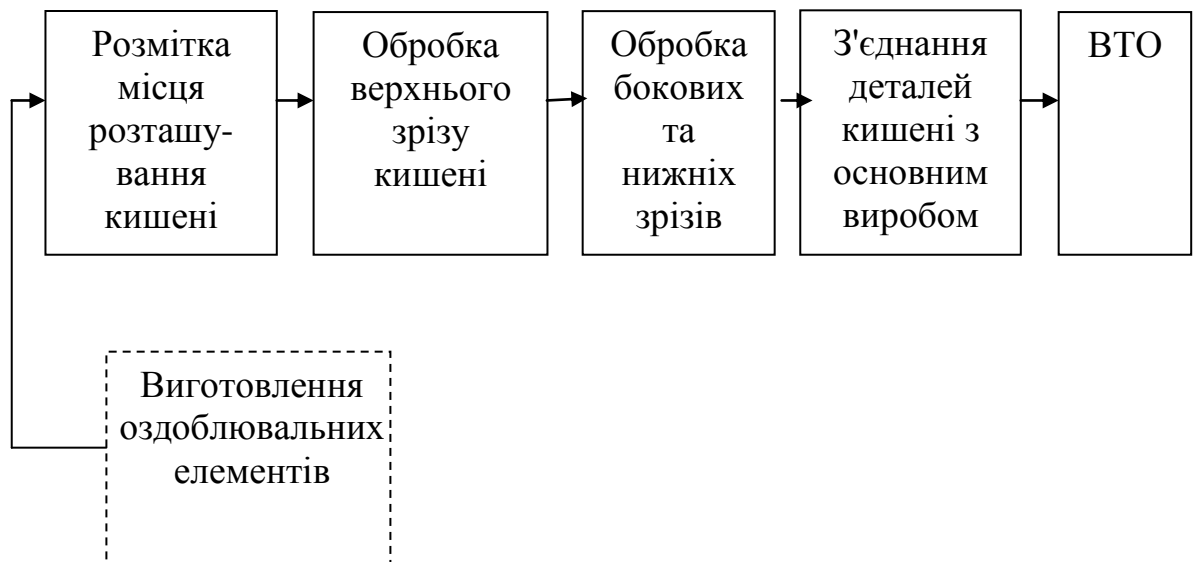 Розмітка
місця
розташу-
вання
кишені
Обробка
верхнього
зрізу
кишені
Обробка
бокових
та
нижніх
зрізів
З'єднання
деталей
кишені з
основним
виробом
ВТО
Виготовлення
оздоблювальних
елементів